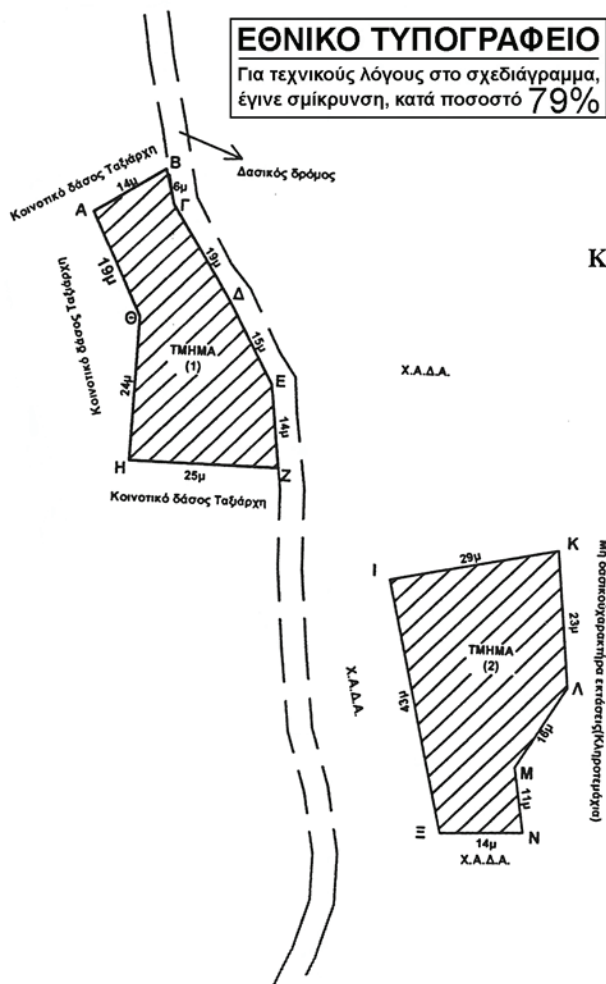 ΕΘΝΙΚΟ ΤΥΠΟΓΡΑΦΕΙΟ
Για τεχνικούς λόγους στο σχεδιάγραμμα,
έγινε σμίκρυνση, κατά ποσοστό 79%
Δασικός δρόμος
Κοινοτικό δάσος Ταξιάρχη
Α
14μ
Β
6μ
Γ
19μ
Δ
15μ
Ε
14μ
Ζ
25μ
Η
24μ
Θ
19μ
Κοινοτικό δάσος Ταξιάρχη
ΤΜΗΜΑ
(1)
Κοινοτικό δάσος Ταξιάρχη
Κ
Χ.Α.Δ.Α.
Ι
29μ
Κ
23μ
Λ
16μ
Μ
11μ
Ν
14μ
Ξ
43μ
ΤΜΗΜΑ
(2)
Χ.Α.Δ.Α.
Χ.Α.Δ.Α.
μη δασικούχαρακτήρα εκτάσεις(Κληροτεμάχια)